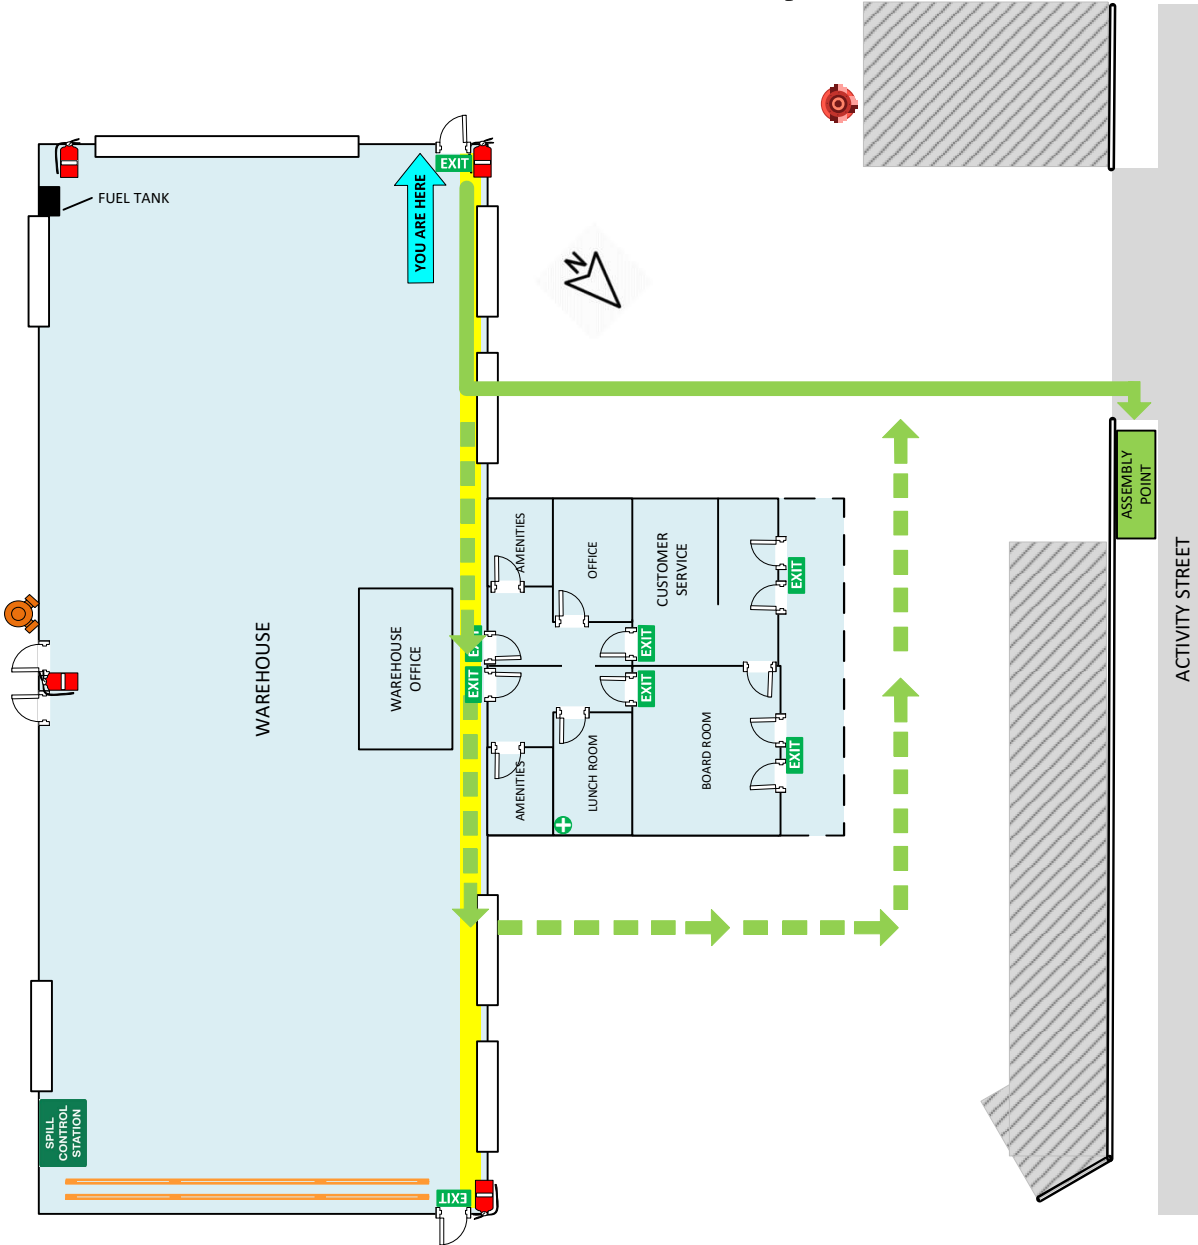 EXIT
FUEL TANK
YOU ARE HERE
N
ASSEMBLY
POINT
ACTIVITY STREET
AMENITIES
OFFICE
CUSTOMER
SERVICE
EXIT
WAREHOUSE
WAREHOUSE
OFFICE
EXIT
EXIT
EXIT
EXIT
BOARD ROOM
EXIT
AMENITIES
LUNCH ROOM
SPILL
CONTROL
STATION
EXIT